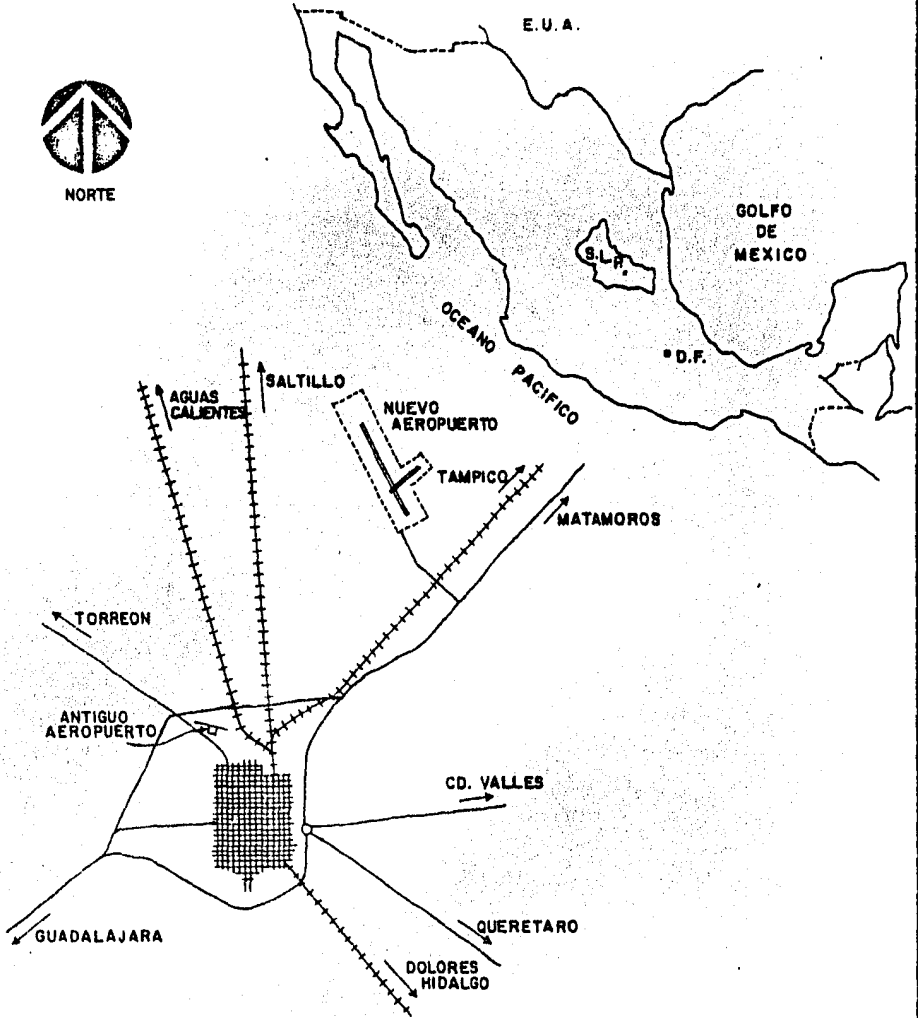 E.U.A.
NORTE
GOLFO
DE
MEXICO
S.L.P.
OCEANO
PACIFICO
D.F.
SALTILLO
AGUAS
CALIENTES
NUEVO
AEROPUERTO
TAMPICO
MATAMOROS
TORREON
ANTIGUO
AEROPUERTO
CD. VALLES
QUERETARO
GUADALAJARA
DOLORES
HIDALGO